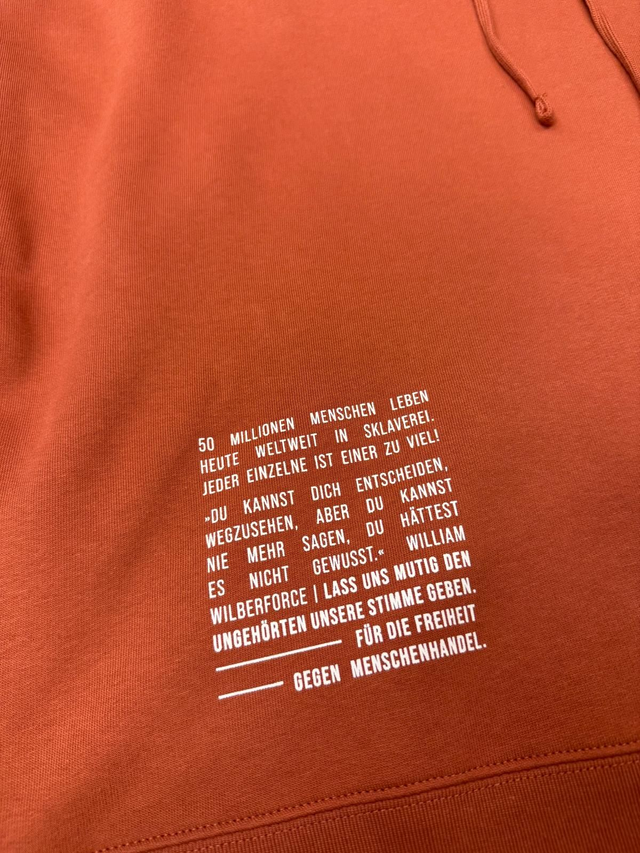 50 MILLIONEN MENSCHEN LEBEN
HEUTE WELTWEIT IN SKLAVEREI.
JEDER EINZELNE IST EINER ZU VIEL!
»DU KANNST DICH ENTSCHEIDEN,
WEGZUSEHEN, ABER DU KANNST
NIE MEHR SAGEN, DU HÄTTEST
ES NICHT GEWUSST.« WILLIAM
WILBERFORCE | LASS UNS MUTIG DEN
UNGEHÖRTEN UNSERE STIMME GEBEN.
FÜR DIE FREIHEIT
GEGEN MENSCHENHANDEL.